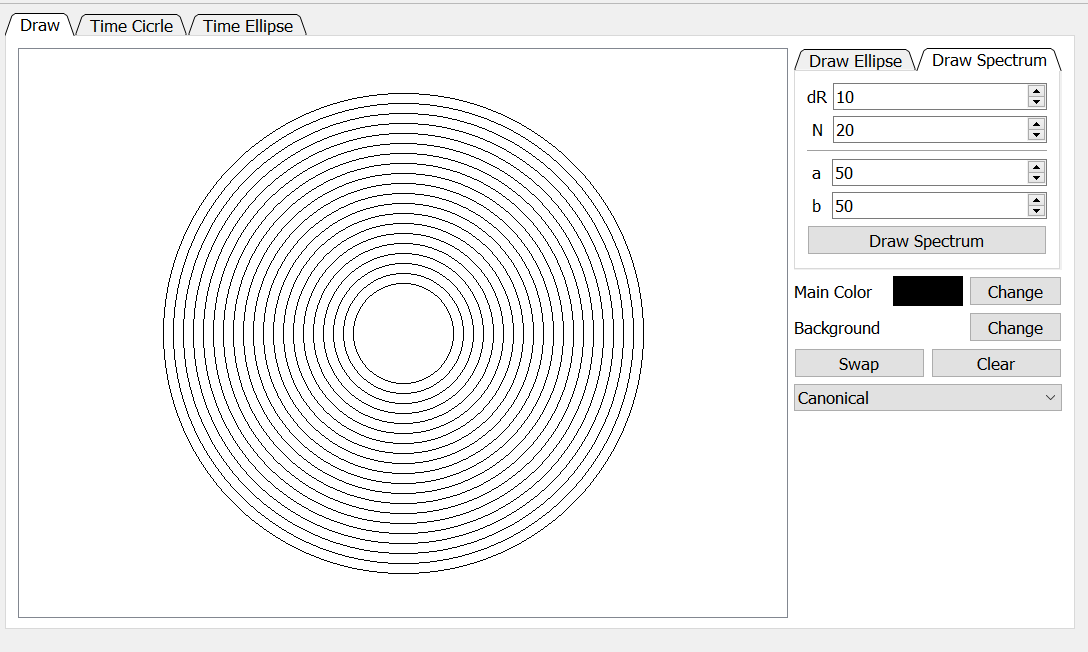 Draw Time Cicrle Time Ellipse
Draw Ellipse Draw Spectrum
dR 10
N 20
a 50
b 50
Draw Spectrum
Main Color Change
Background Change
Swap Clear
Canonical